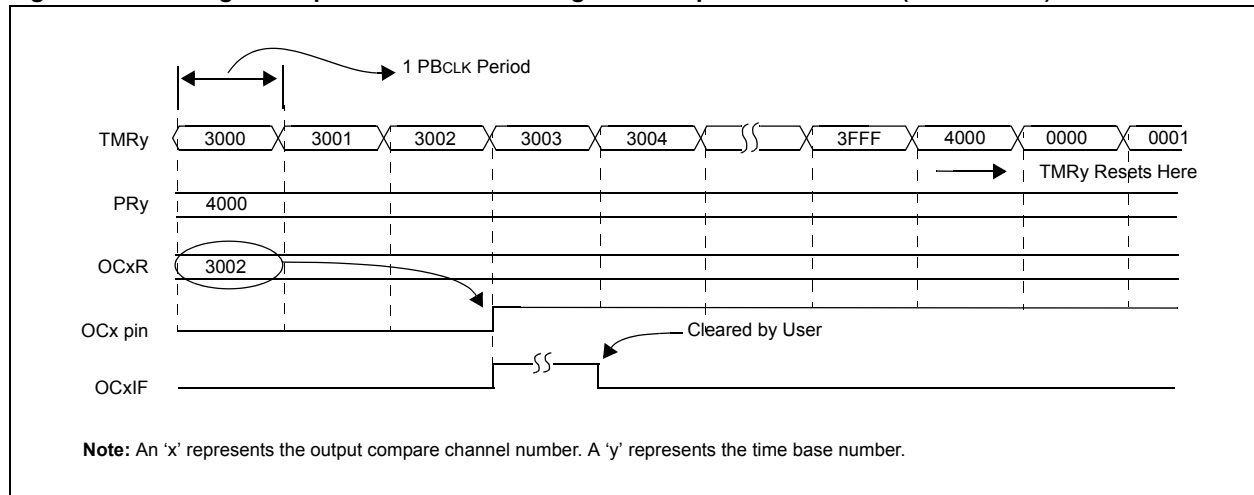 1 PBCLK Period
TMRy 3000 3001 3002 3003 3004 3FFF 4000 0000 0001
TMRy Resets Here
PRy 4000
OCxR 3002
OCx pin
Cleared by User
OCxIF
Note: An 'x' represents the output compare channel number. A 'y' represents the time base number.